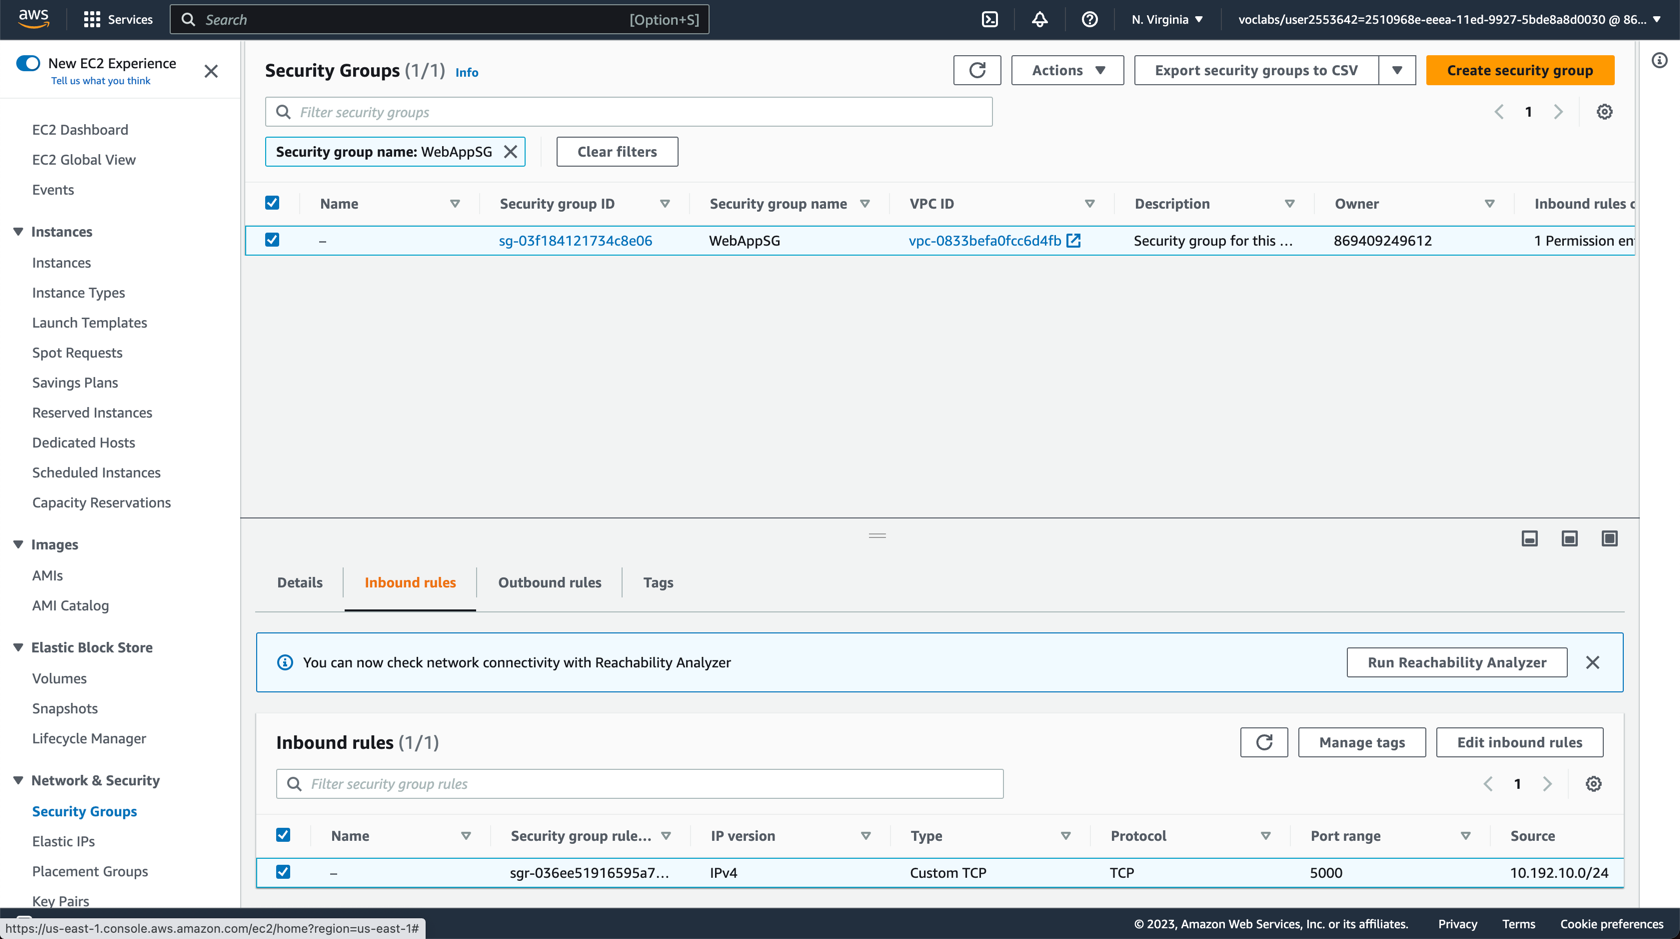 aws
Services
Search
[Option+S]
N. Virginia
voclabs/user2553642=2510968e-eeea-11ed-9927-5bde8a8d0030 @ 86...
New EC2 Experience
Tell us what you think
EC2 Dashboard
EC2 Global View
Events
Instances
Instances
Instance Types
Launch Templates
Spot Requests
Savings Plans
Reserved Instances
Dedicated Hosts
Scheduled Instances
Capacity Reservations
Images
AMIs
AMI Catalog
Elastic Block Store
Volumes
Snapshots
Lifecycle Manager
Network & Security
Security Groups
Elastic IPs
Placement Groups
Key Pairs
Security Groups (1/1) Info
Actions
Export security groups to CSV
Create security group
Filter security groups
1
Security group name: WebAppSG
Clear filters
Name Security group ID Security group name VPC ID Description Owner Inbound rules c
– sg-03f184121734c8e06 WebAppSG vpc-0833befa0fcc6d4fb Security group for this ... 869409249612 1 Permission en
Details
Inbound rules
Outbound rules
Tags
You can now check network connectivity with Reachability Analyzer
Run Reachability Analyzer
Inbound rules (1/1)
Manage tags
Edit inbound rules
Filter security group rules
1
Name Security group rule... IP version Type Protocol Port range Source
– sgr-036ee51916595a7... IPv4 Custom TCP TCP 5000 10.192.10.0/24
https://us-east-1.console.aws.amazon.com/ec2/home?region=us-east-1#
© 2023, Amazon Web Services, Inc. or its affiliates.
Privacy
Terms
Cookie preferences